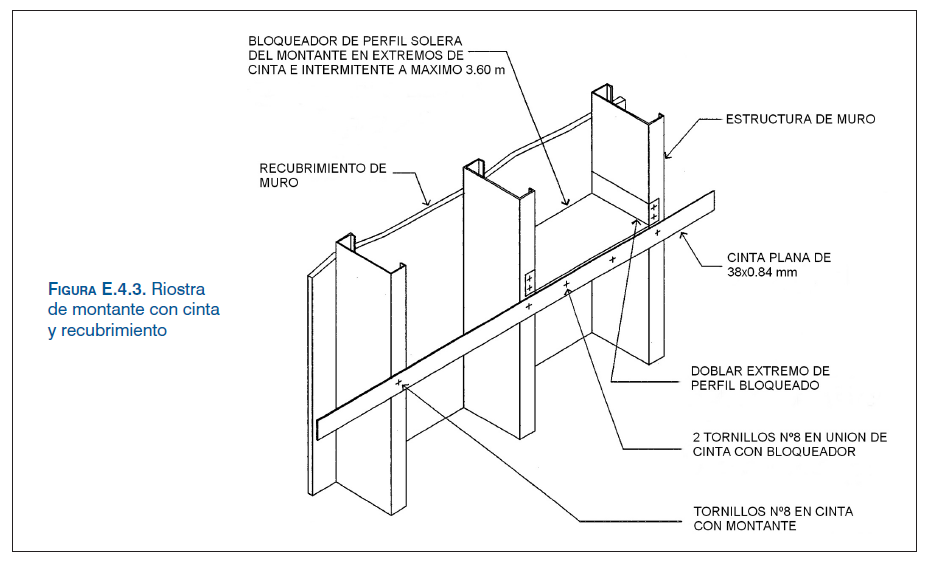 BLOQUEADOR DE PERFIL SOLERA
DEL MONTANTE EN EXTREMOS DE
CINTA E INTERMITENTE A MAXIMO 3.60 m
ESTRUCTURA DE MURO
RECUBRIMIENTO DE
MURO
CINTA PLANA DE
38x0.84 mm
FIGURA E.4.3. Riostra
de montante con cinta
y recubrimiento
DOBLAR EXTREMO DE
PERFIL BLOQUEADO
2 TORNILLOS Nº8 EN UNION DE
CINTA CON BLOQUEADOR
TORNILLOS Nº8 EN CINTA
CON MONTANTE